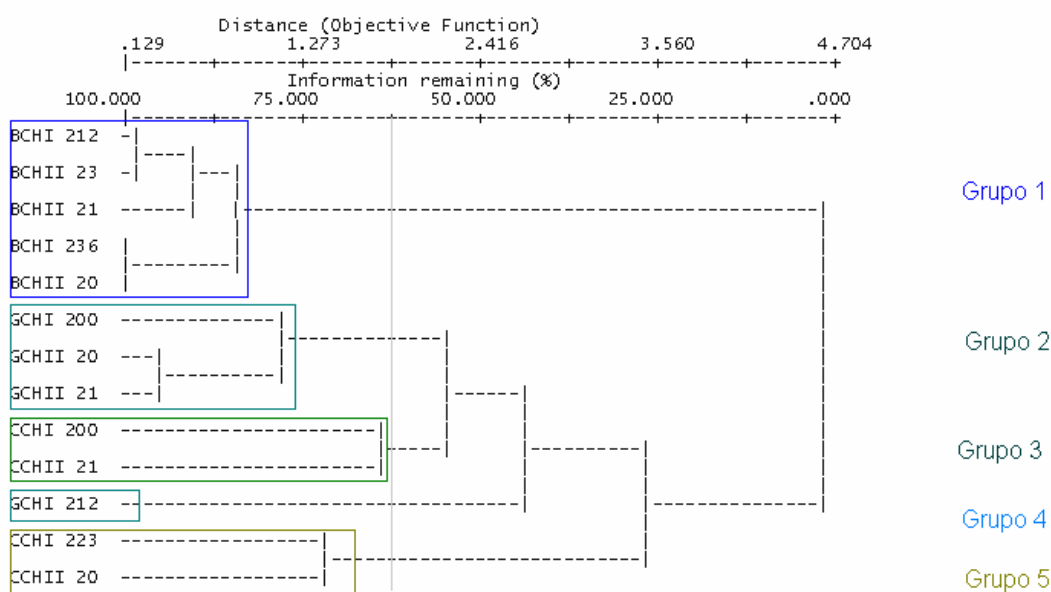 Distance (Objective Function)
.129 1.273 2.416 3.560 4.704
Information remaining (%)
100.000 75.000 50.000 25.000 .000
BCHI 212
BCHII 23
Grupo 1
BCHII 21
BCHI 236
BCHII 20
GCHI 200
Grupo 2
GCHII 20
GCHII 21
CCHI 200
Grupo 3
CCHII 21
GCHI 212
Grupo 4
CCHI 223
CCHII 20
Grupo 5